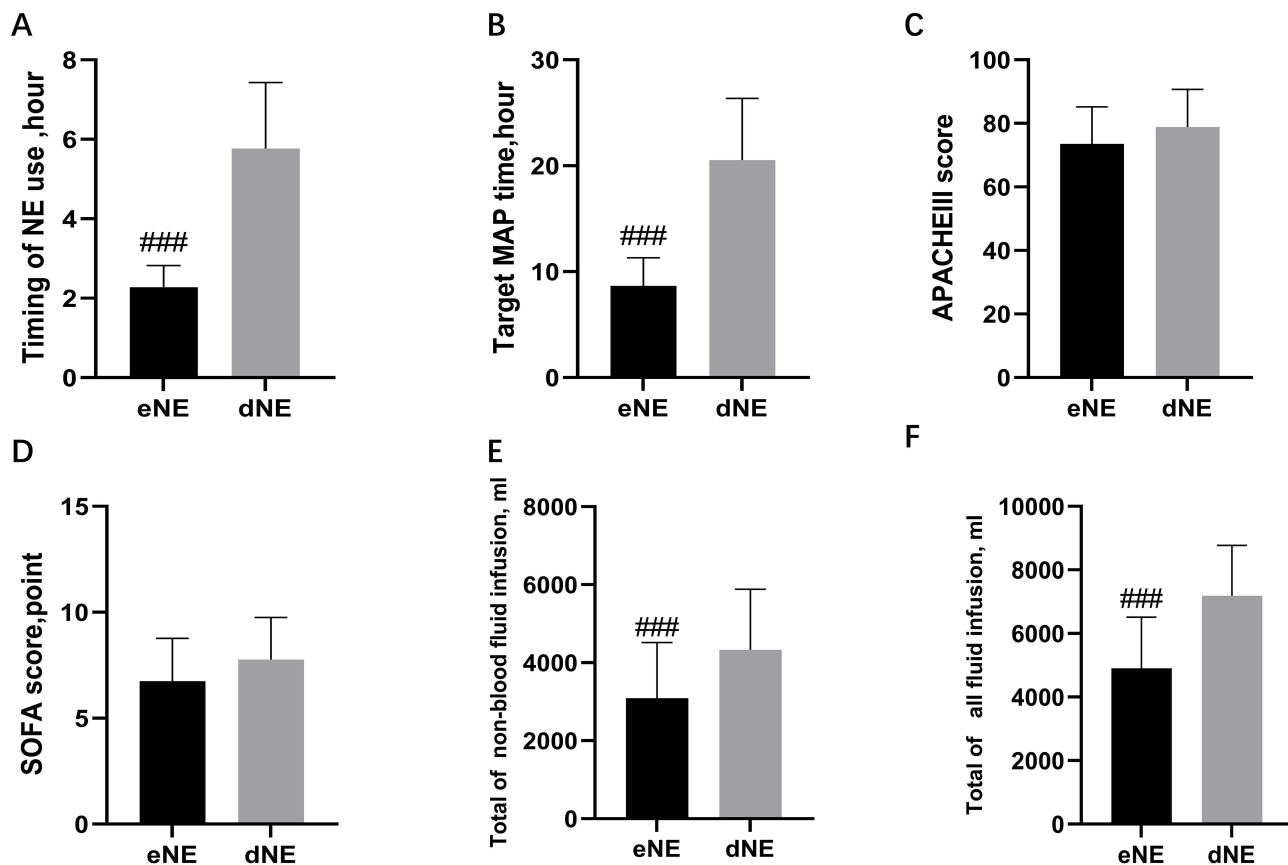 A
Timing of NE use ,hour
8
6
4
2
0
###
eNE
dNE
B
Target MAP time,hour
30
20
10
0
###
eNE
dNE
C
APACHEIII score
100
80
60
40
20
0
eNE
dNE
D
SOFA score,point
15
10
5
0
eNE
dNE
E
Total of non-blood fluid infusion, ml
8000
6000
4000
2000
0
###
eNE
dNE
F
Total of all fluid infusion, ml
10000
8000
6000
4000
2000
0
###
eNE
dNE